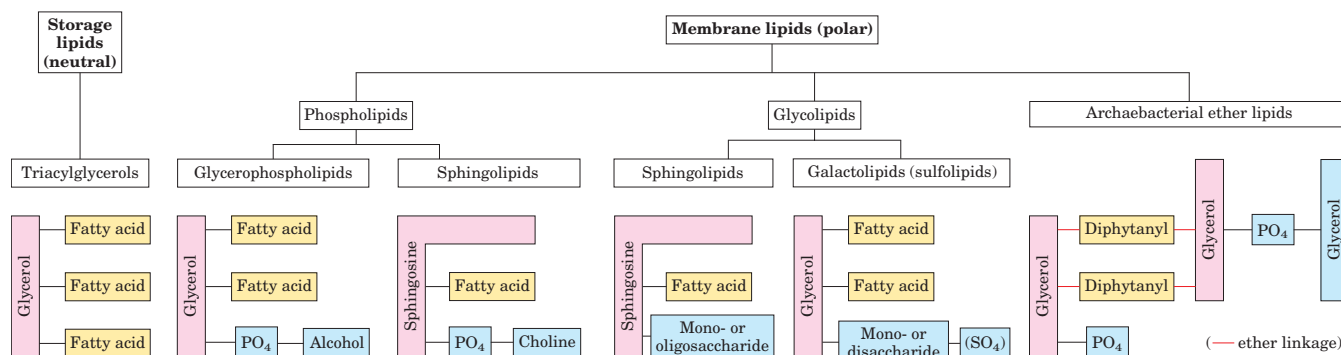 Storage
lipids
(neutral)
Membrane lipids (polar)
Phospholipids
Glycolipids
Archaebacterial ether lipids
Triacylglycerols
Glycerophospholipids
Sphingolipids
Sphingolipids
Galactolipids (sulfolipids)
Glycerol
Fatty acid
Fatty acid
Fatty acid
Glycerol
Fatty acid
Fatty acid
PO₄
Alcohol
Sphingosine
Fatty acid
PO₄
Choline
Sphingosine
Fatty acid
Mono- or
oligosaccharide
Glycerol
Fatty acid
Fatty acid
Mono- or
disaccharide
(SO₄)
Glycerol
Diphytanyl
Diphytanyl
PO₄
Glycerol
PO₄
Glycerol
( ether linkage)